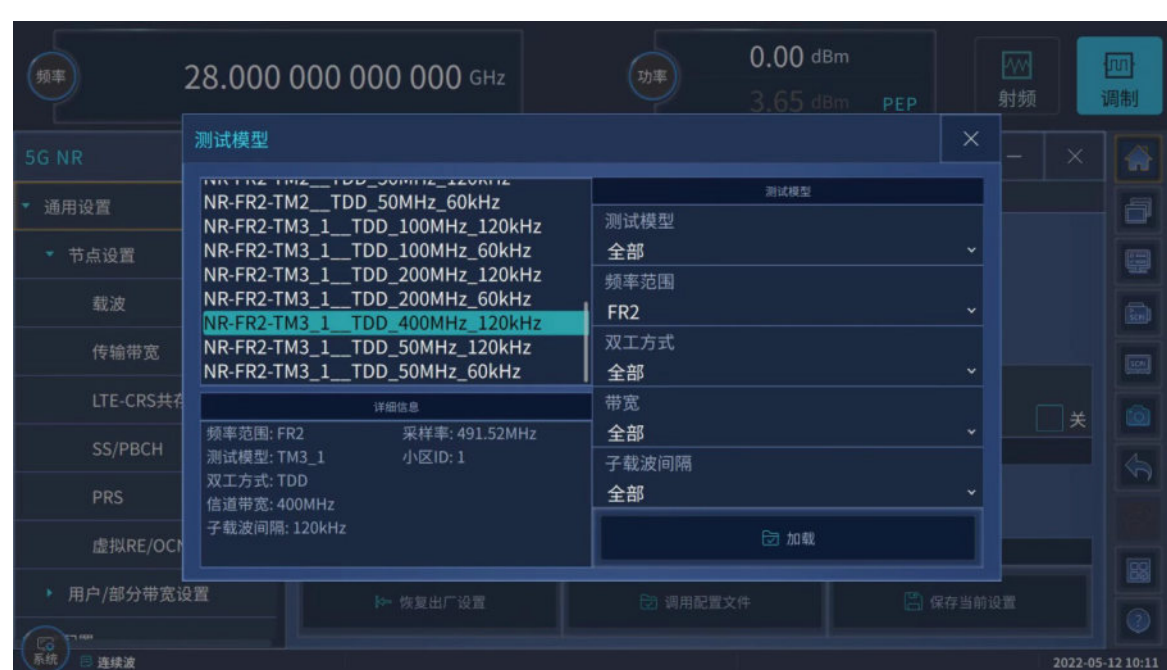 频率
28.000 000 000 000 GHz
功率
0.00 dBm
3.65 dBm PEP
射频
调制
测试模型
5G NR
通用设置
节点设置
载波
传输带宽
LTE-CRS共存
SS/PBCH
PRS
虚拟RE/OCN
用户/部分带宽设置
NR-FR2-TM2__TDD_50MHz_120kHz
NR-FR2-TM2__TDD_50MHz_60kHz
NR-FR2-TM3_1__TDD_100MHz_120kHz
NR-FR2-TM3_1__TDD_100MHz_60kHz
NR-FR2-TM3_1__TDD_200MHz_120kHz
NR-FR2-TM3_1__TDD_200MHz_60kHz
NR-FR2-TM3_1__TDD_400MHz_120kHz
NR-FR2-TM3_1__TDD_50MHz_120kHz
NR-FR2-TM3_1__TDD_50MHz_60kHz
详细信息
频率范围: FR2 采样率: 491.52MHz
测试模型: TM3_1 小区ID: 1
双工方式: TDD
信道带宽: 400MHz
子载波间隔: 120kHz
测试模型
测试模型
全部
频率范围
FR2
双工方式
全部
带宽
全部
子载波间隔
全部
加载
关
SCPI
SCPI
恢复出厂设置
调用配置文件
保存当前设置
系统
连续波
2022-05-12 10:11